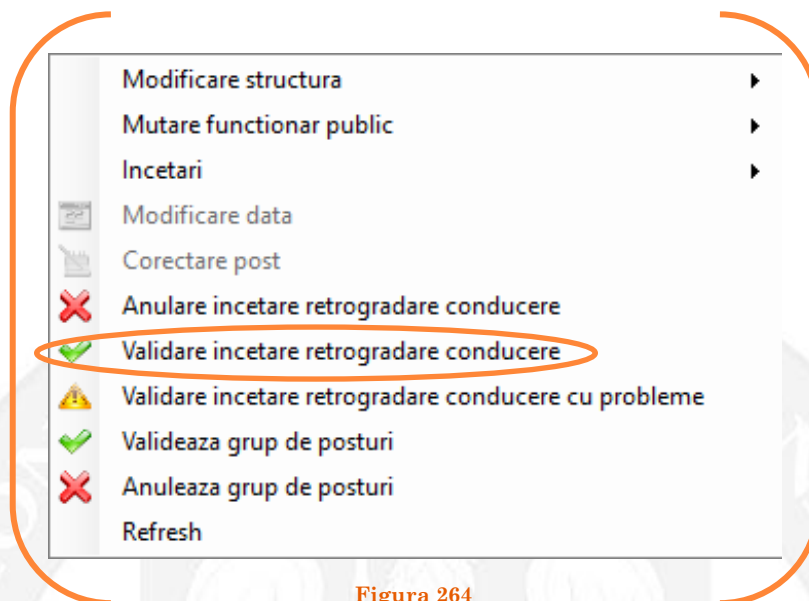 Modificare structura
Mutare functionar public
Incetari
Modificare data
Corectare post
Anulare incetare retrogradare conducere
Validare incetare retrogradare conducere
Validare incetare retrogradare conducere cu probleme
Valideaza grup de posturi
Anuleaza grup de posturi
Refresh
Figura 264